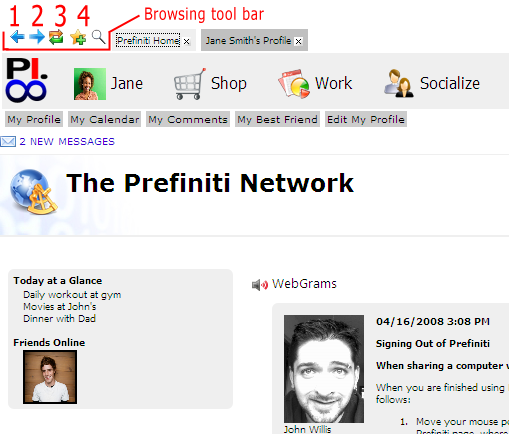 1 2 3 4 Browsing tool bar
Prefiniti Home x Jane Smith's Profile x
PI.
Jane Shop Work Socialize
My Profile My Calendar My Comments My Best Friend Edit My Profile
2 NEW MESSAGES
The Prefiniti Network
Today at a Glance
Daily workout at gym
Movies at John's
Dinner with Dad
Friends Online
WebGrams
04/16/2008 3:08 PM
Signing Out of Prefiniti
When sharing a computer
When you are finished using
follows:
1. Move your mouse
Prefiniti page, where
John Willis